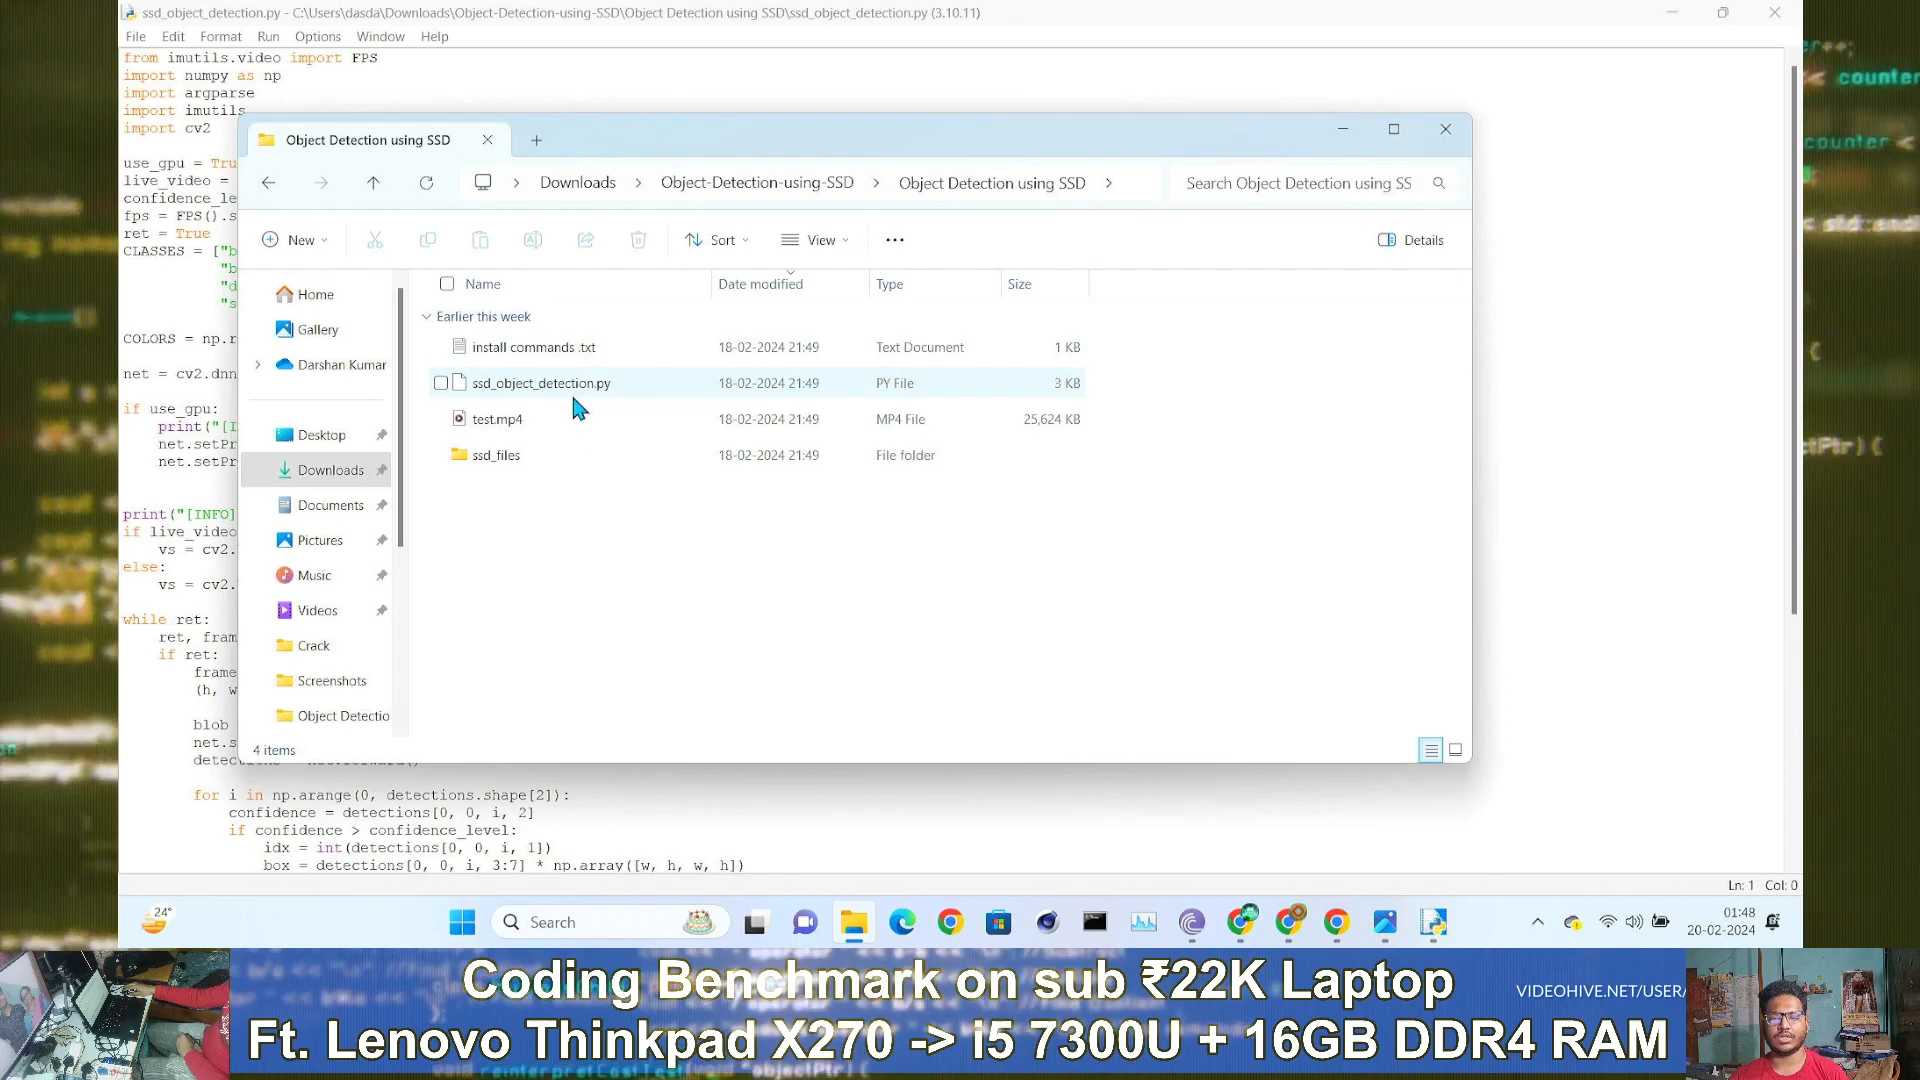 ssd_object_detection.py - C:\Users\dasda\Downloads\Object-Detection-using-SSD\Object Detection using SSD\ssd_object_detection.py (3.10.11)
File Edit Format Run Options Window Help
from imutils.video import FPS
import numpy as np
import argparse
import imutils
import cv2
use_gpu = Tru
live_video =
confidence_le
fps = FPS().s
ret = True
CLASSES = ["b
"b
"d
"s
COLORS = np.r
net = cv2.dnn
if use_gpu:
print("[I
net.setPr
net.setPr
print("[INFO]
if live_video
vs = cv2.
else:
vs = cv2.
while ret:
ret, fram
if ret:
frame
(h, w
blob
net.s
for i in np.arange(0, detections.shape[2]):
confidence = detections[0, 0, i, 2]
if confidence > confidence_level:
idx = int(detections[0, 0, i, 1])
box = detections[0, 0, i, 3:7] * np.array([w, h, w, h])
Ln: 1 Col: 0
Object Detection using SSD
Downloads > Object-Detection-using-SSD > Object Detection using SSD >
Search Object Detection using SS
New
Sort
View
Details
Name Date modified Type Size
Earlier this week
install commands .txt 18-02-2024 21:49 Text Document 1 KB
ssd_object_detection.py 18-02-2024 21:49 PY File 3 KB
test.mp4 18-02-2024 21:49 MP4 File 25,624 KB
ssd_files 18-02-2024 21:49 File folder
Home
Gallery
Darshan Kumar
Desktop
Downloads
Documents
Pictures
Music
Videos
Crack
Screenshots
Object Detectio
4 items
24°
Search
01:48
20-02-2024
Coding Benchmark on sub ₹22K Laptop
Ft. Lenovo Thinkpad X270 -> i5 7300U + 16GB DDR4 RAM
VIDEOHIVE.NET/USER/